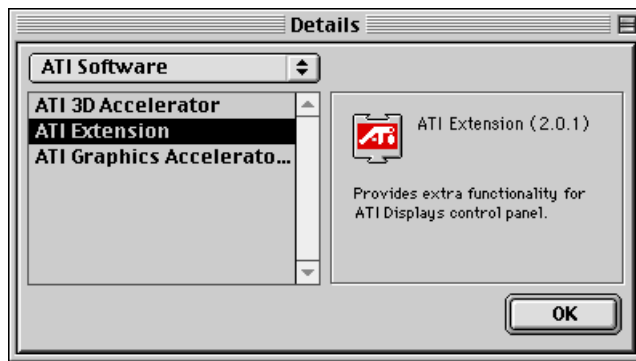 Details
ATI Software
ATI 3D Accelerator
ATI Extension
ATI Graphics Accelerato...
ATI
ATI Extension (2.0.1)
Provides extra functionality for
ATI Displays control panel.
OK